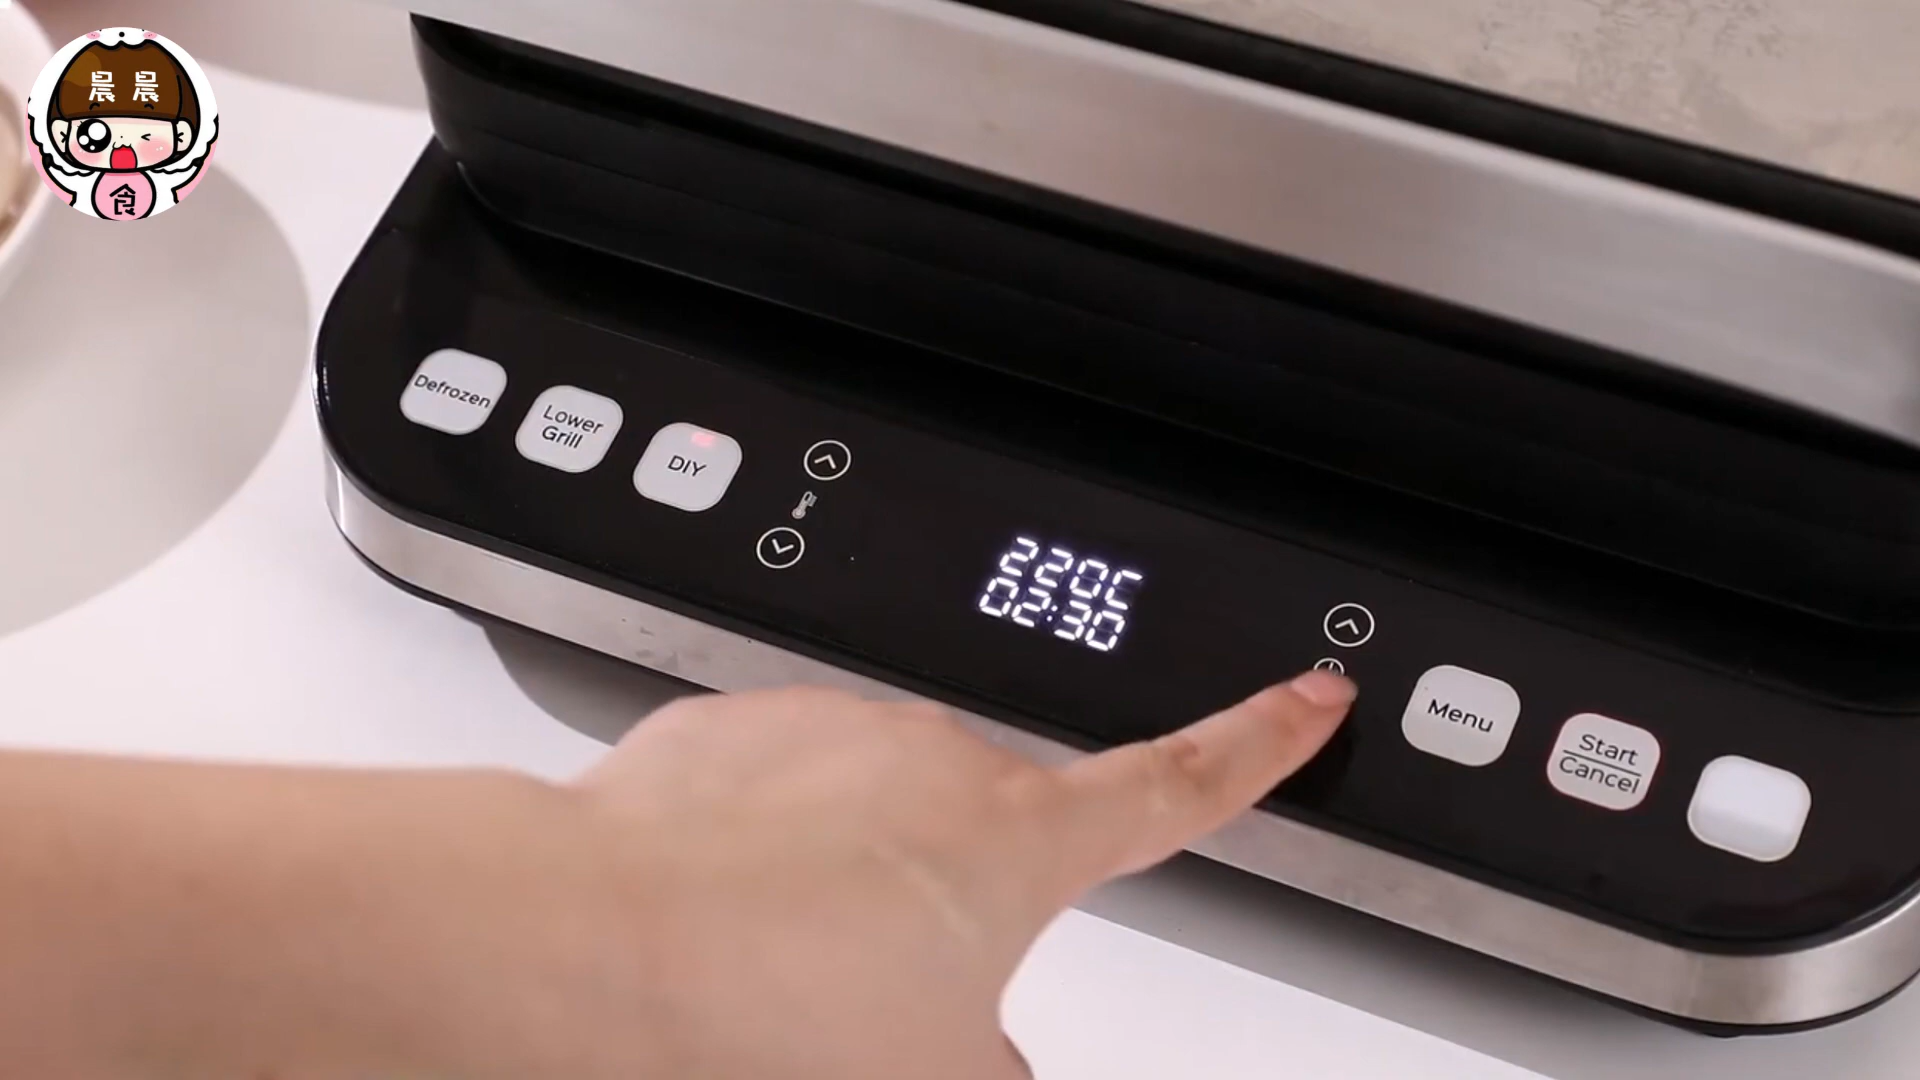 晨晨
食
Defrozen
Lower
Grill
DIY
220C
02:30
Menu
Start
Cancel